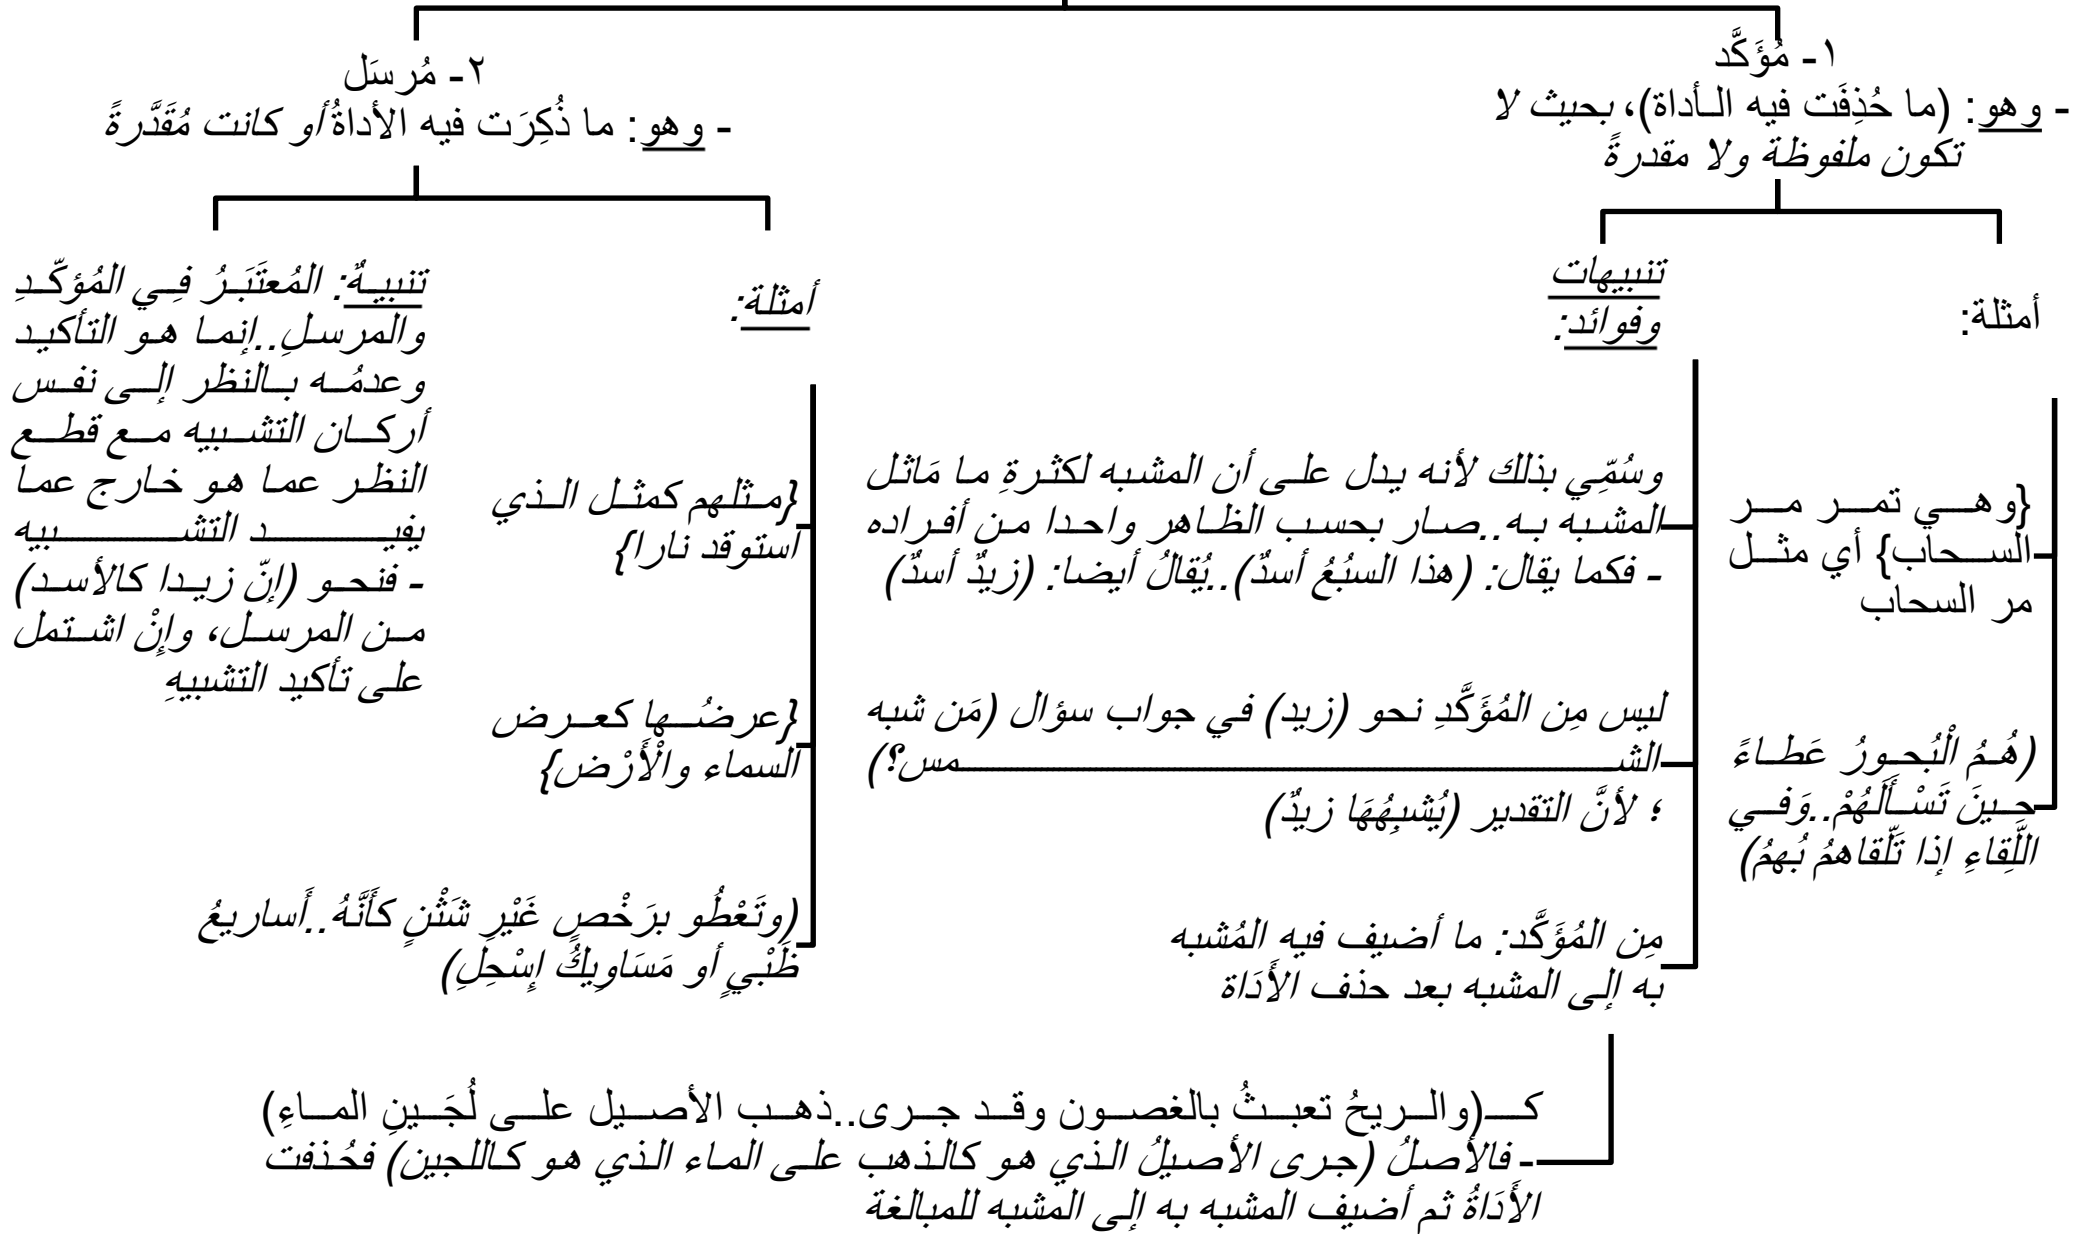 ١- مُؤَكَّد
- وهو: (ما حُذِفَت فيه الـأداة)، بحيث لا
تكون ملفوظة ولا مقدرةً
أمثلة:
{وهي تمر مر
السحاب} أي مثل
مر السحاب
(هُمُ الْبُحورُ عَطاءً
حينَ تَسْأَلُهُمْ..وَفي
اللِّقاءِ إذا تَلْقاهمُ بُهمُ)
تنبيهات
وفوائد:
وسُمِّي بذلك لأنه يدل على أن المشبه لكثرةِ ما مَاثل
المشبه به..صار بحسب الظاهر واحدا من أفراده
- فكما يقال: (هذا السبُعُ أسدٌ)..يُقالُ أيضا: (زيدٌ أسدٌ)
ليس مِن المُؤَكَّدِ نحو (زيد) في جواب سؤال (مَن شبه
الشمس؟)
؛ لأنَّ التقدير (يُشبِهُهَا زيدٌ)
مِن المُؤَكَّد: ما أضيف فيه المُشبه
به إلى المشبه بعد حذف الأَدَاة
كـ(والريحُ تعبثُ بالغصون وقد جرى..ذهب الأصيل على لُجَينِ الماءِ)
- فالأصلُ (جرى الأصيلُ الذي هو كالذهب على الماء الذي هو كاللجين) فحُذفت
الأَدَاةُ ثم أضيف المشبه به إلى المشبه للمبالغة
٢- مُرسَل
- وهو: ما ذُكِرَت فيه الأداةُ أو كانت مُقَدَّرةً
أمثلة:
{مثلهم كمثل الذي
استوقد نارا}
{عرضُها كعرض
السماء والْأَرْض}
(وتَعْطُو برَخْصٍ غَيْرِ شَثْنٍ كأَنَّهُ..أَساريعُ
ظَبْيٍ أو مَسَاوِيكُ إسْحِلِ)
تنبيهٌ: المُعتَبَرُ فِي المُؤكّدِ
والمرسلِ..إنما هو التأكيد
وعدمُه بالنظر إلى نفس
أركان التشبيه مع قطع
النظر عما هو خارج عما
يفيد التشبيه
- فنحو (إنّ زيدا كالأسد)
من المرسل، وإنْ اشتمل
على تأكيد التشبيهِ